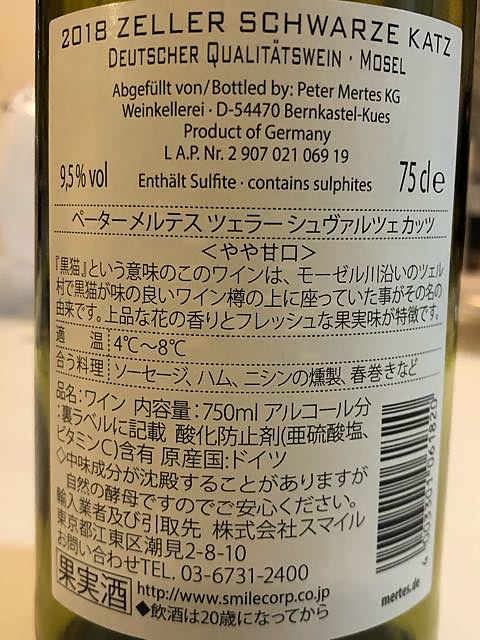 2018 ZELLER SCHWARZE KATZ
DEUTSCHER QUALITÄTSWEIN · MOSEL
Abgefüllt von/Bottled by: Peter Mertes KG
Weinkellerei · D-54470 Bernkastel-Kues
Product of Germany
L A.P. Nr. 2 907 021 069 19
9,5% vol Enthält Sulfite · contains sulphites 75 cl e
ペーターメルテス ツェラー シュヴァルツェ カッツ
＜やや甘口＞
『黒猫』という意味のこのワインは、モーゼル川沿いのツェル
村で黒猫が味の良いワイン樽の上に座っていた事がその名の
由来です。上品な花の香りとフレッシュな果実味が特徴です。
適 温 4℃～8℃
合う料理 ソーセージ、ハム、ニシンの燻製、春巻きなど
品名：ワイン 内容量：750ml アルコール分
：裏ラベルに記載 酸化防止剤(亜硫酸塩、
ビタミンC)含有 原産国：ドイツ
◇中味成分が沈殿することがありますが
自然の酵母ですのでご安心ください。
輸入業者及び引取先 株式会社スマイル
東京都江東区潮見2-8-10
お問い合わせTEL. 03-6731-2400
果実酒 http://www.smilecorp.co.jp
◆飲酒は20歳になってから
4 003301 061820
mertes.de